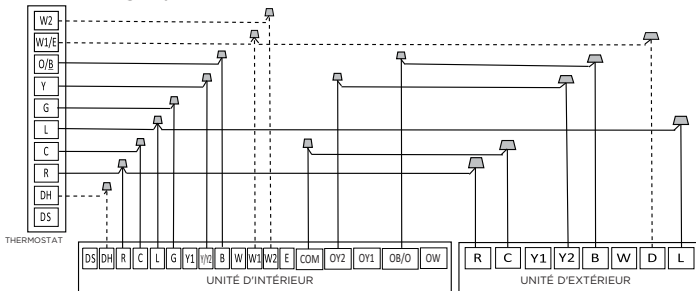 W2
W1/E
O/B
Y
G
L
C
R
DH
DS
THERMOSTAT
DS DH R C L G Y1 Y/Y2 B W W1 W2 E COM OY2 OY1 OB/O OW
UNITÉ D'INTÉRIEUR
R C Y1 Y2 B W D L
UNITÉ D'EXTÉRIEUR